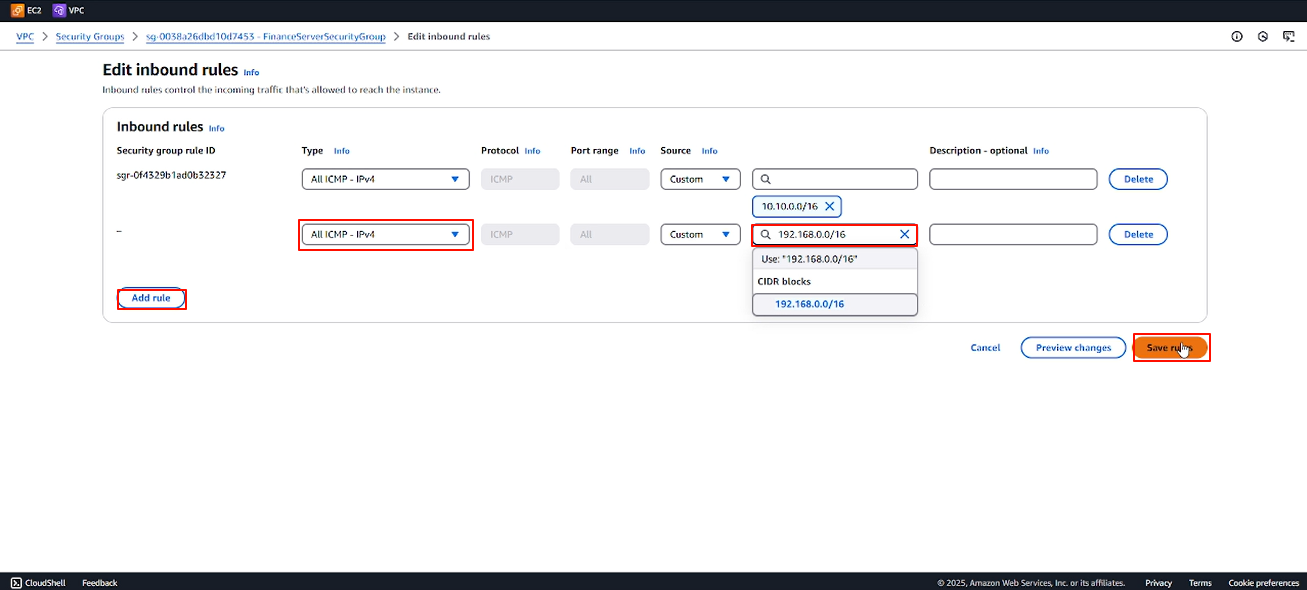 EC2 VPC
VPC Security Groups sg-0038a26dbd10d7453 - FinanceServerSecurityGroup Edit inbound rules
Edit inbound rules Info
Inbound rules control the incoming traffic that's allowed to reach the instance.
Inbound rules Info
Security group rule ID Type Info Protocol Info Port range Info Source Info Description - optional Info
sgr-0f4329b1ad0b32327 All ICMP - IPv4 ICMP All Custom Delete
10.10.0.0/16
– All ICMP - IPv4 ICMP All Custom 192.168.0.0/16 Delete
Use: "192.168.0.0/16"
CIDR blocks
192.168.0.0/16
Add rule
Cancel Preview changes Save rules
CloudShell Feedback © 2025, Amazon Web Services, Inc. or its affiliates. Privacy Terms Cookie preferences